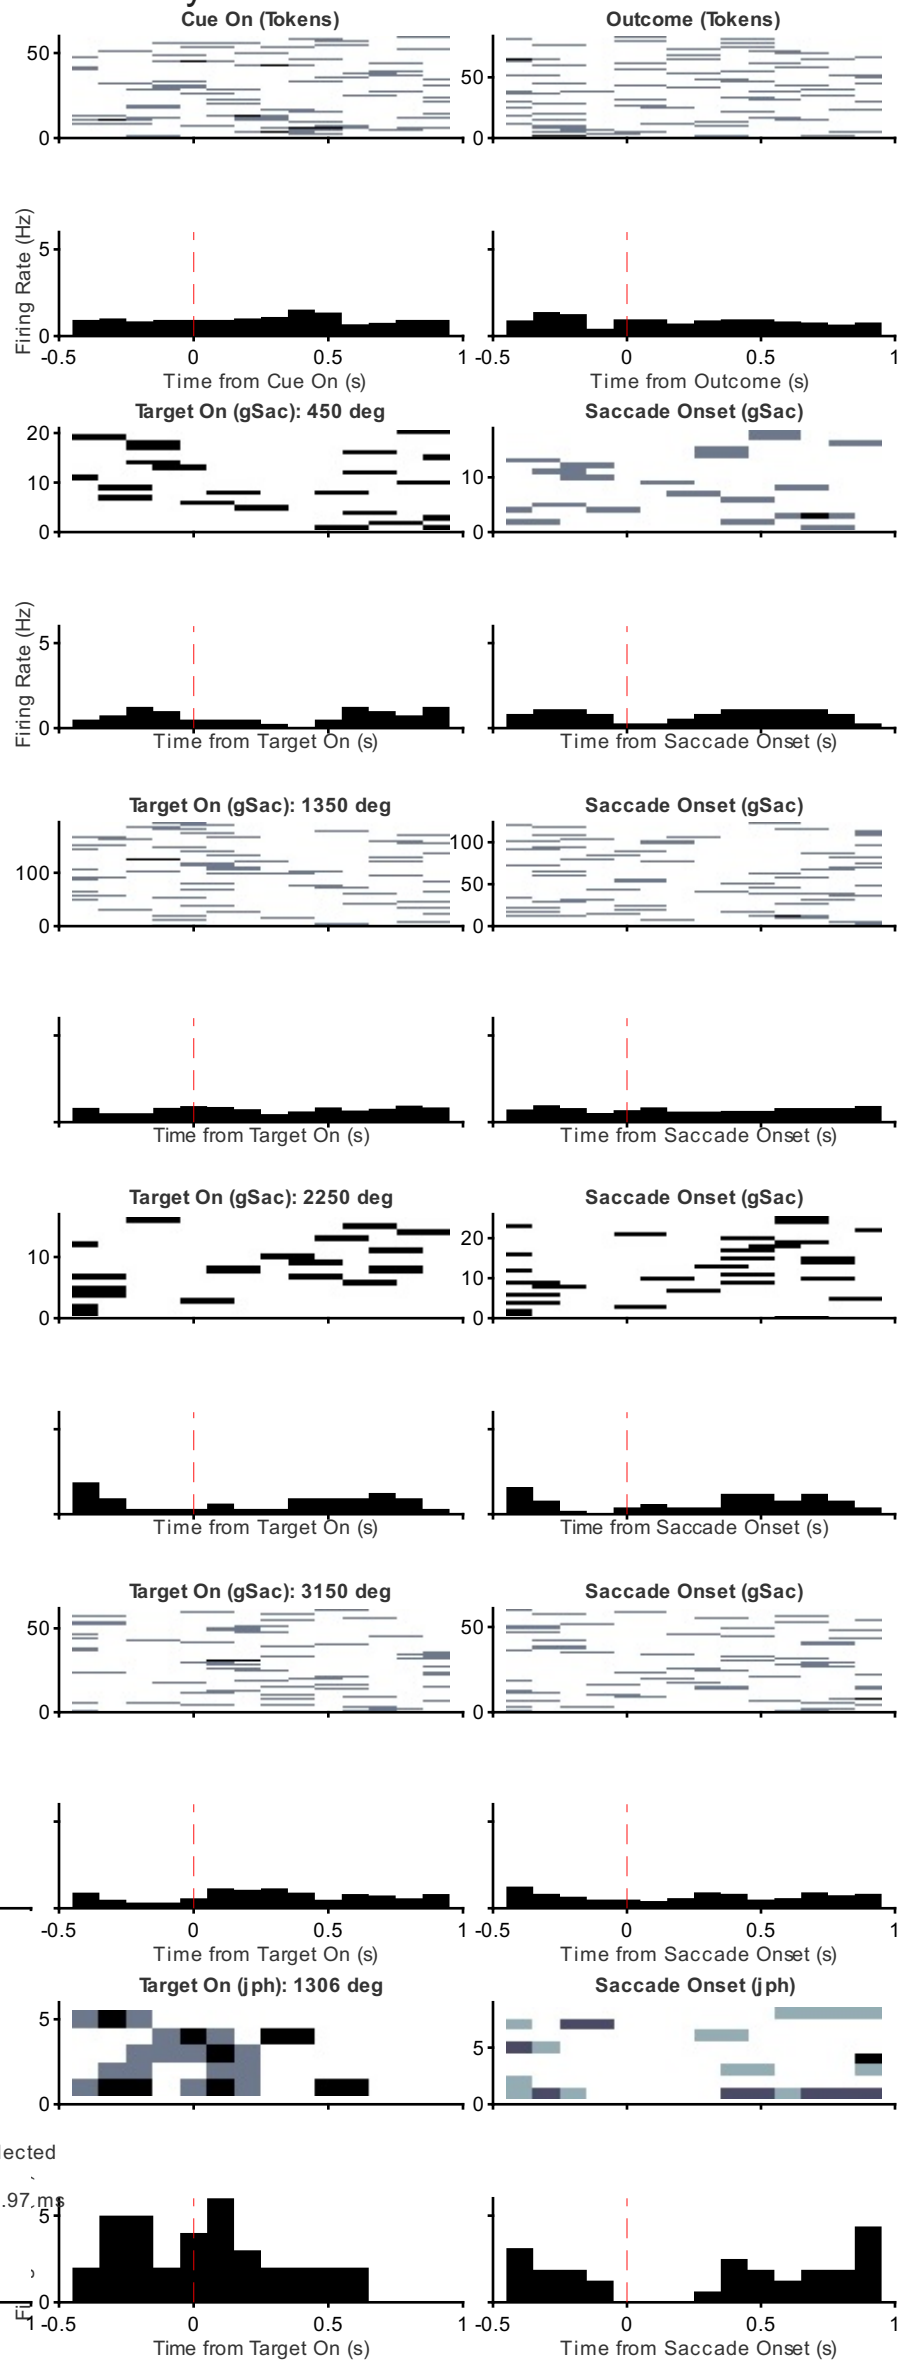 Cue On (Tokens) Outcome (Tokens)
50 50
0 0
Firing Rate (Hz)
5
0
-0.5 0 0.5 1 -0.5 0 0.5 1
Time from Cue On (s) Time from Outcome (s)
Target On (gSac): 450 deg Saccade Onset (gSac)
20
10 10
0 0
Firing Rate (Hz)
5
0
Time from Target On (s) Time from Saccade Onset (s)
Target On (gSac): 1350 deg Saccade Onset (gSac)
100 100
50
0 0
Time from Target On (s) Time from Saccade Onset (s)
Target On (gSac): 2250 deg Saccade Onset (gSac)
20
10 10
0 0
Time from Target On (s) Time from Saccade Onset (s)
Target On (gSac): 3150 deg Saccade Onset (gSac)
50 50
0 0
-0.5 0 0.5 1 -0.5 0 0.5 1
Time from Target On (s) Time from Saccade Onset (s)
Target On (jph): 1306 deg Saccade Onset (jph)
5 5
0 0
lected
.97 ms
5
0
1 -0.5 0 0.5 1 -0.5 0 0.5 1
Time from Target On (s) Time from Saccade Onset (s)